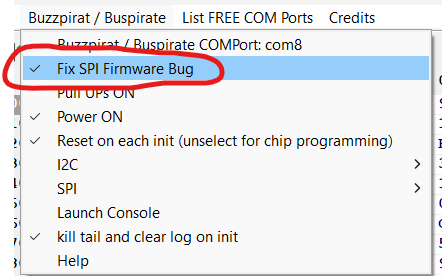 Buzzpirat / Buspirate List FREE COM Ports Credits
Buzzpirat / Buspirate COMPort: com8
Fix SPI Firmware Bug
Pull UPs ON
Power ON
Reset on each init (unselect for chip programming)
I2C
SPI
Launch Console
kill tail and clear log on init
Help